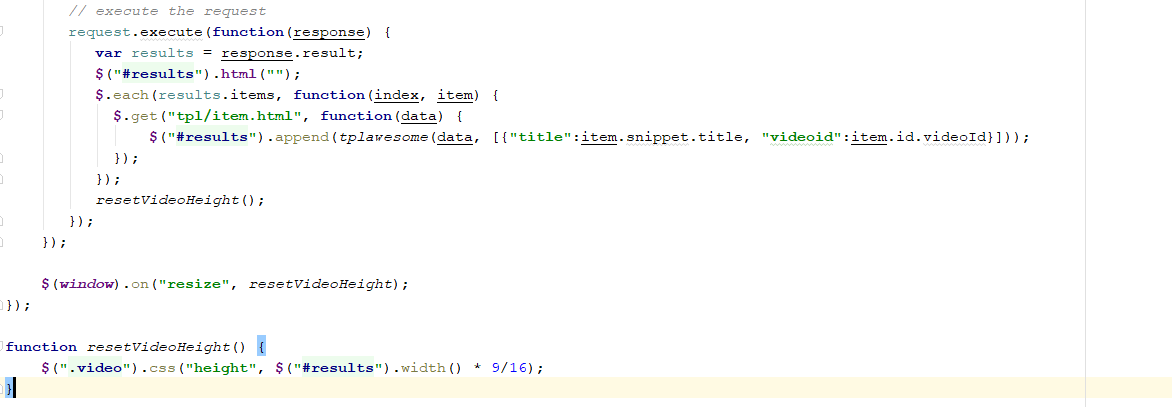 // execute the request
request.execute(function(response) {
var results = response.result;
$("#results").html("");
$.each(results.items, function(index, item) {
$.get("tpl/item.html", function(data) {
$("#results").append(tplavesome(data, [{"title":item.snippet.title, "videoid":item.id.videoId}]));
});
});
resetVideoHeight();
});
});
$(window).on("resize", resetVideoHeight);
});
function resetVideoHeight() {
$(".video").css("height", $("#results").width() * 9/16);
}